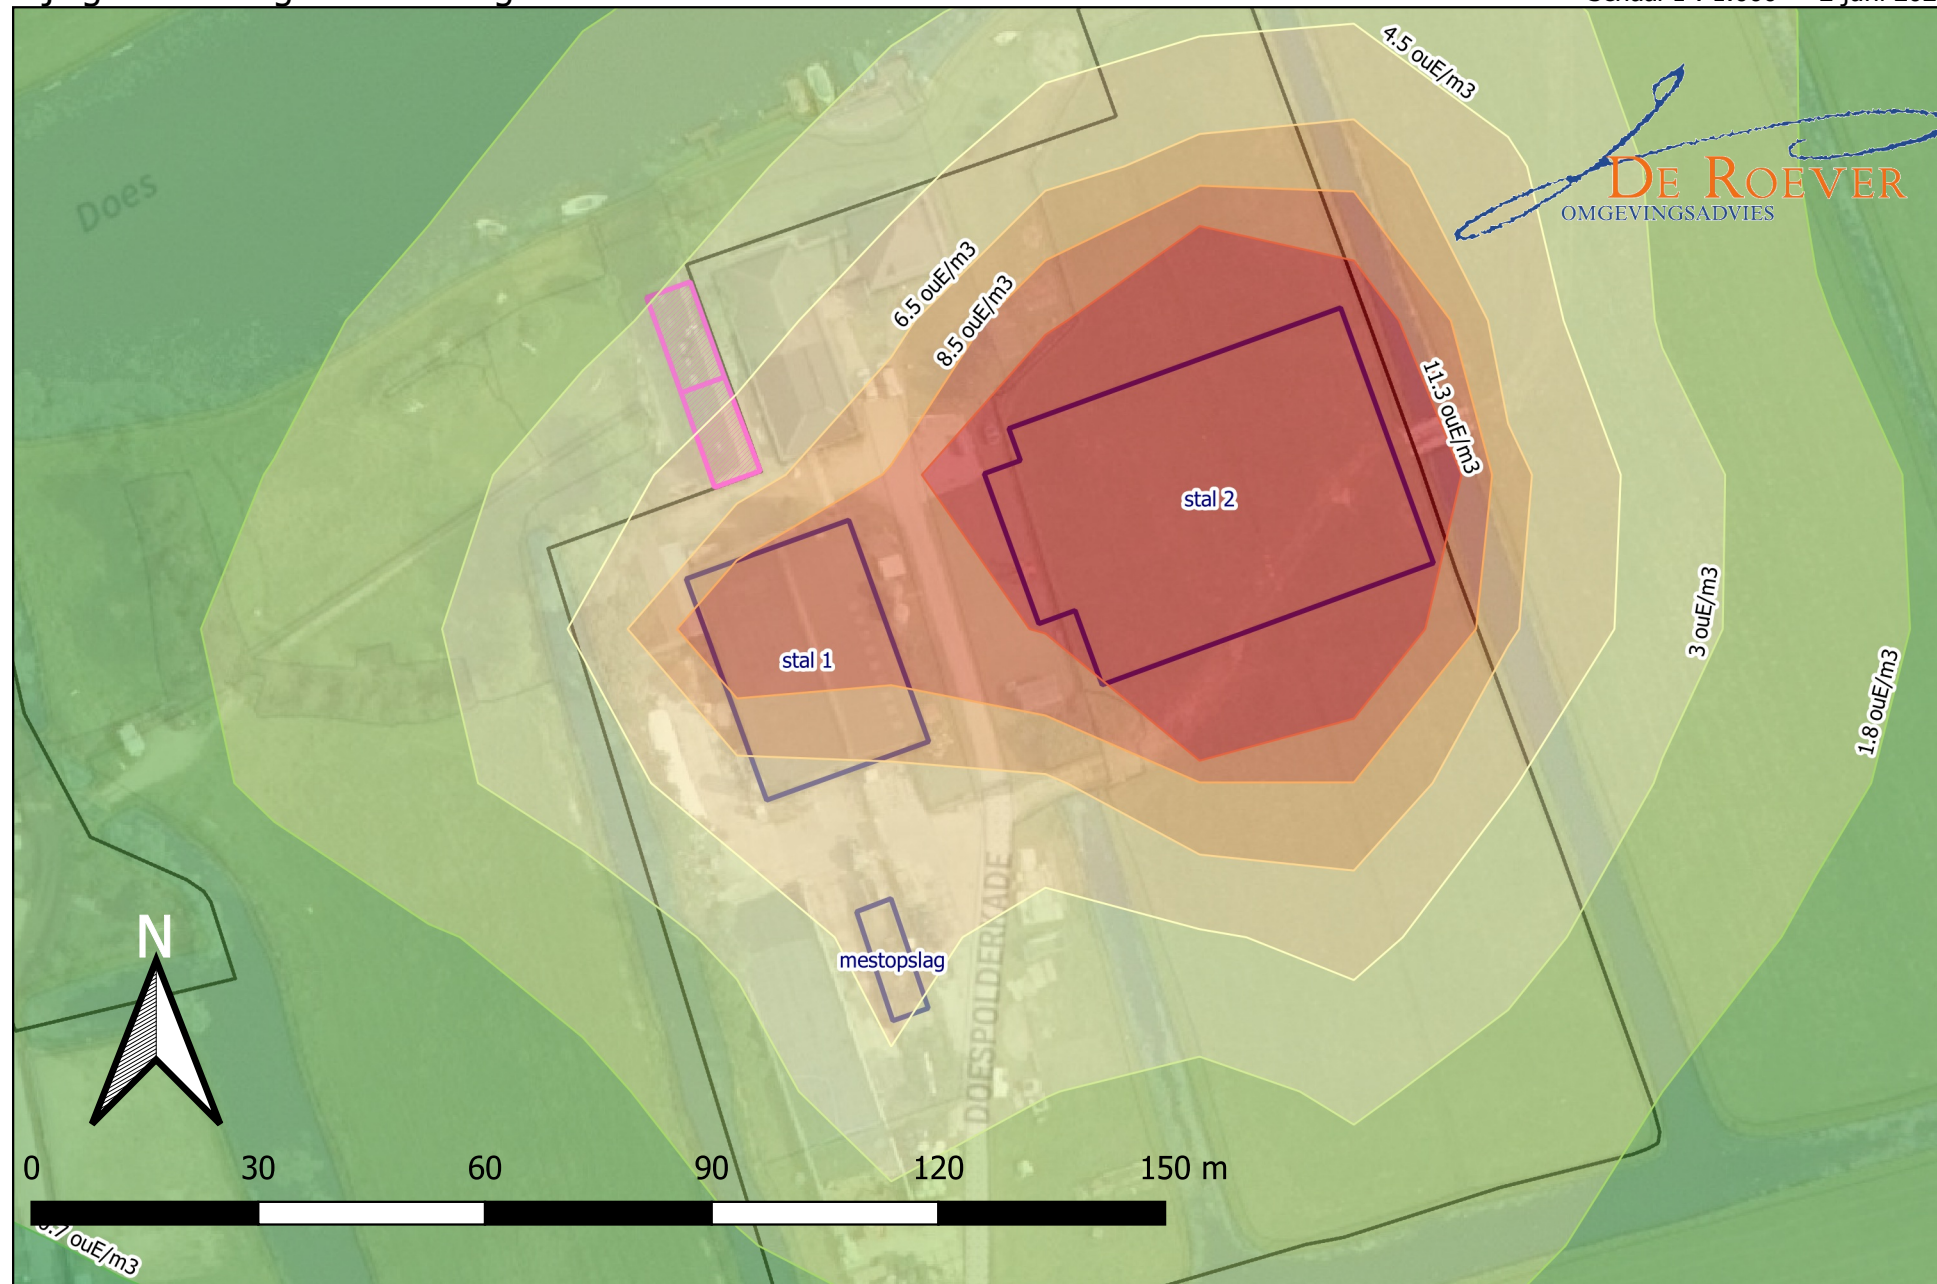 4.5 ouE/m3
Does
DE ROEVER
OMGEVINGSADVIES
6.5 ouE/m3
8.5 ouE/m3
11.3 ouE/m3
stal 2
3 ouE/m3
stal 1
1.8 ouE/m3
DOESPOLDERKADE
N
mestopslag
0 30 60 90 120 150 m
ouE/m3